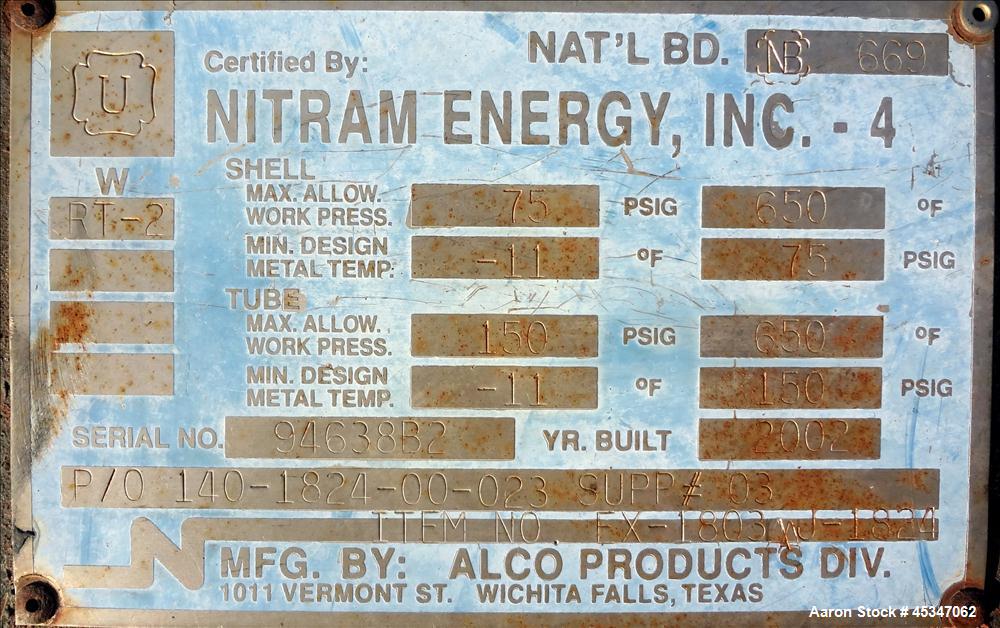 NAT'L BD. NB 669
U Certified By:
NITRAM ENERGY, INC. - 4
W SHELL
RT-2 MAX. ALLOW. WORK PRESS. 75 PSIG 650 °F
MIN. DESIGN METAL TEMP. -11 °F 75 PSIG
TUBE
MAX. ALLOW. WORK PRESS. 150 PSIG 650 °F
MIN. DESIGN METAL TEMP. -11 °F 150 PSIG
SERIAL NO. 94638B2 YR. BUILT 2002
P/O 140-1824-00-023 SUPP# 03
ITEM NO. EX-1803 WJ-1824
MFG. BY: ALCO PRODUCTS DIV.
1011 VERMONT ST. WICHITA FALLS, TEXAS
Aaron Stock # 45347062